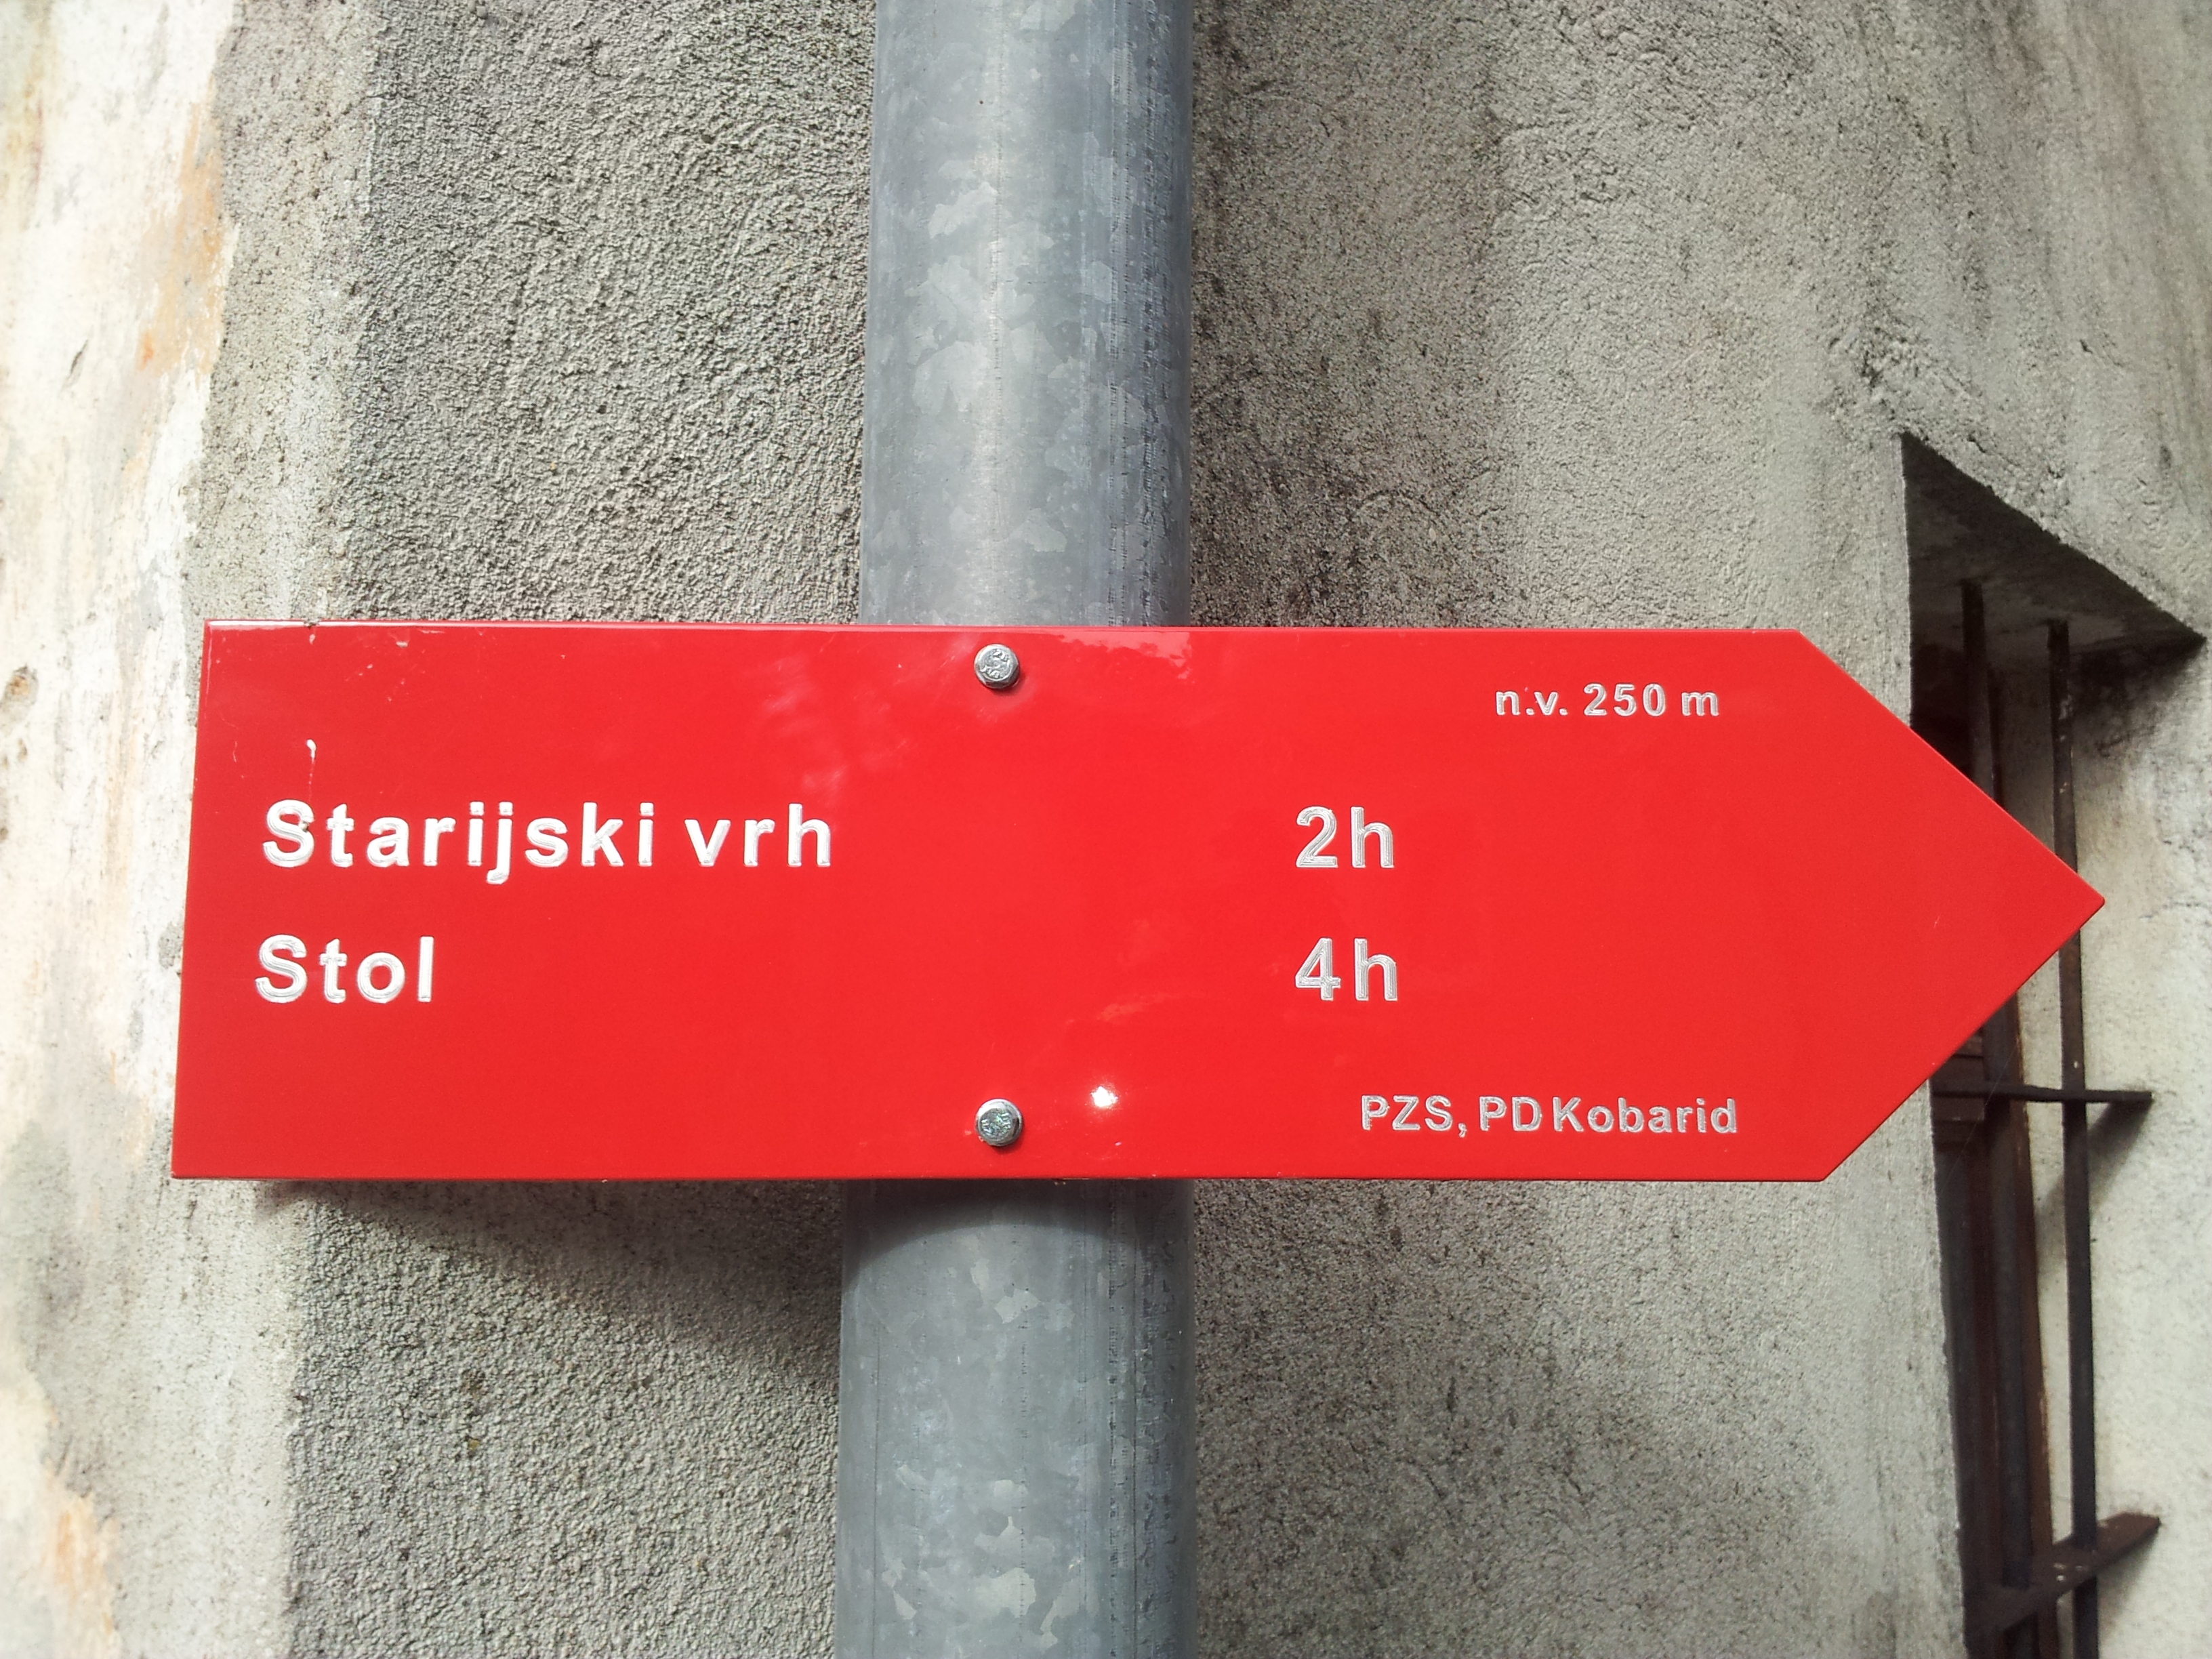 n.v. 250 m
Starijski vrh 2h
Stol 4h
PZS, PD Kobarid